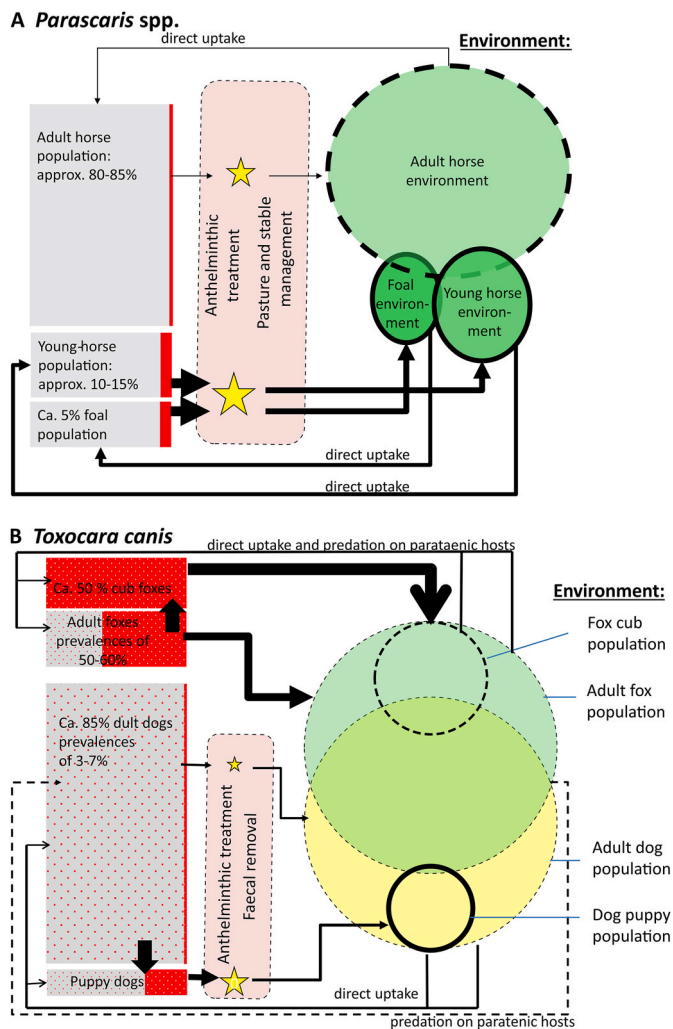 A Parascaris spp.
direct uptake
Environment:
Adult horse
population:
approx. 80-85%
Adult horse
environment
Anthelminthic
treatment
Pasture and stable
management
Foal
environ-
ment
Young horse
environ-
ment
Young-horse
population:
approx. 10-15%
Ca. 5% foal
population
direct uptake
direct uptake
B Toxocara canis
direct uptake and predation on parataenic hosts
Environment:
Ca. 50 % cub foxes
Adult foxes
prevalences of
50-60%
Fox cub
population
Adult fox
population
Ca. 85% dult dogs
prevalences
of 3-7%
Anthelminthic treatment
Faecal removal
Adult dog
population
Dog puppy
population
Puppy dogs
direct uptake
predation on paratenic hosts